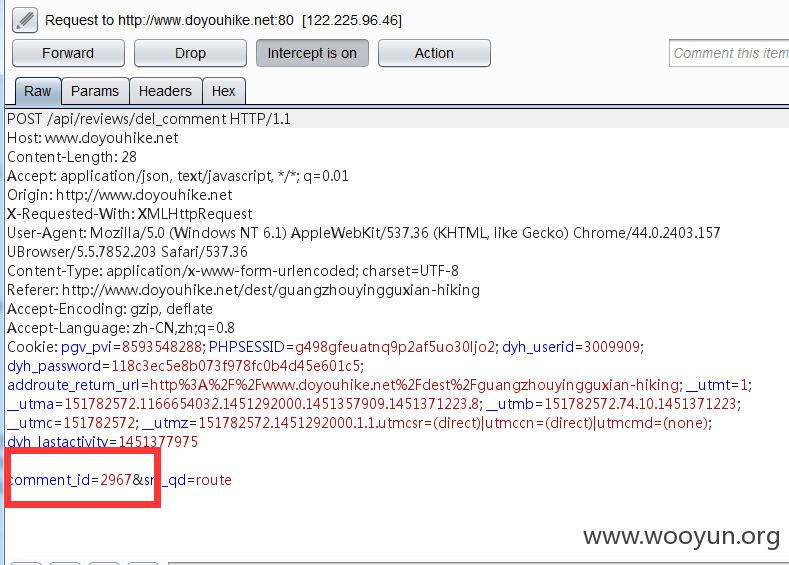 Request to http://www.doyouhike.net:80 [122.225.96.46]
Forward Drop Intercept is on Action Comment this item
Raw Params Headers Hex
POST /api/reviews/del_comment HTTP/1.1
Host: www.doyouhike.net
Content-Length: 28
Accept: application/json, text/javascript, */*; q=0.01
Origin: http://www.doyouhike.net
X-Requested-With: XMLHttpRequest
User-Agent: Mozilla/5.0 (Windows NT 6.1) AppleWebKit/537.36 (KHTML, like Gecko) Chrome/44.0.2403.157
UBrowser/5.5.7852.203 Safari/537.36
Content-Type: application/x-www-form-urlencoded; charset=UTF-8
Referer: http://www.doyouhike.net/dest/guangzhouyingguxian-hiking
Accept-Encoding: gzip, deflate
Accept-Language: zh-CN,zh;q=0.8
Cookie: pgv_pvi=8593548288; PHPSESSID=g498gfeuatnq9p2af5uo30ljo2; dyh_userid=3009909;
dyh_password=118c3ec5e8b073f978fc0b4d45e601c5;
addroute_return_url=http%3A%2F%2Fwww.doyouhike.net%2Fdest%2Fguangzhouyingguxian-hiking; __utmt=1;
__utma=151782572.1166654032.1451292000.1451357909.1451371223.8; __utmb=151782572.74.10.1451371223;
__utmc=151782572; __utmz=151782572.1451292000.1.1.utmcsr=(direct)|utmccn=(direct)|utmcmd=(none);
dyh_lastactivity=1451377975
comment_id=2967&sr _qd=route
www.wooyun.org